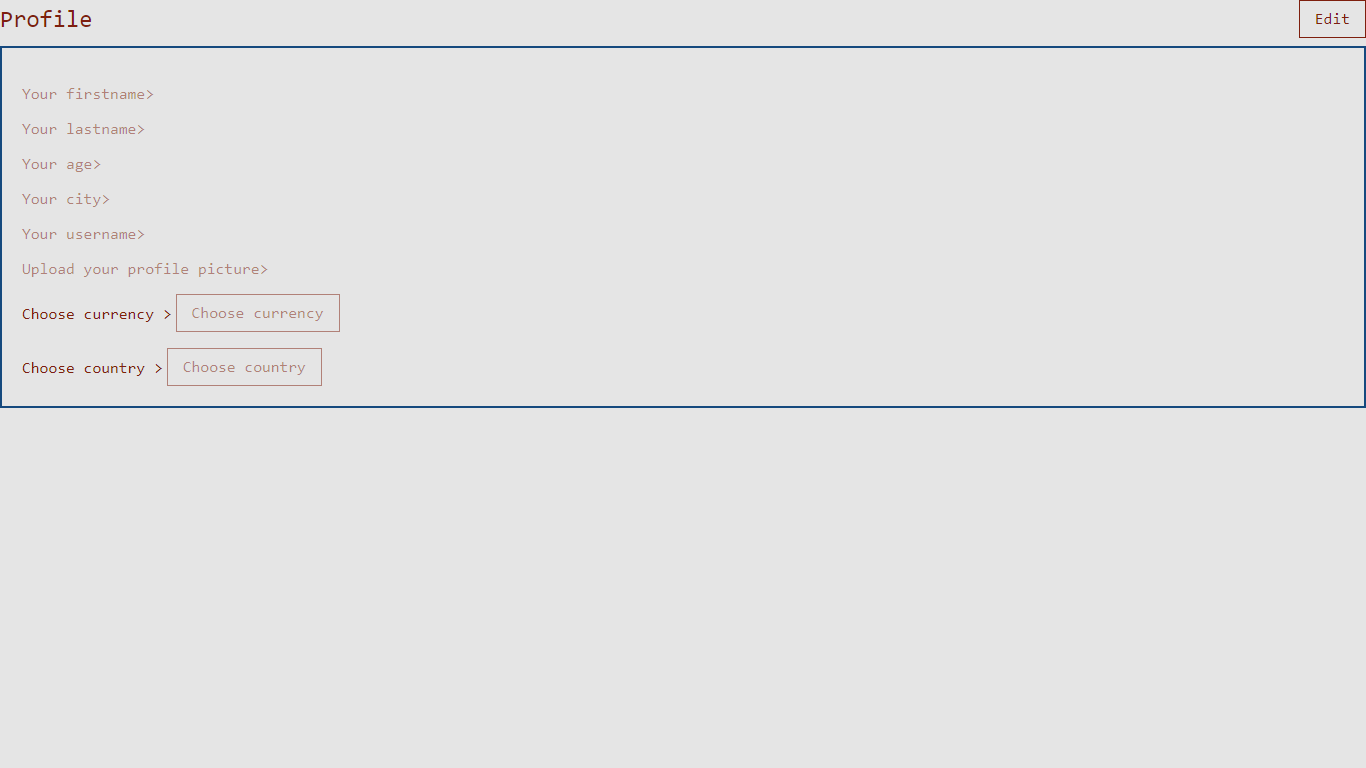 Profile
Edit
Your firstname>
Your lastname>
Your age>
Your city>
Your username>
Upload your profile picture>
Choose currency > Choose currency
Choose country > Choose country